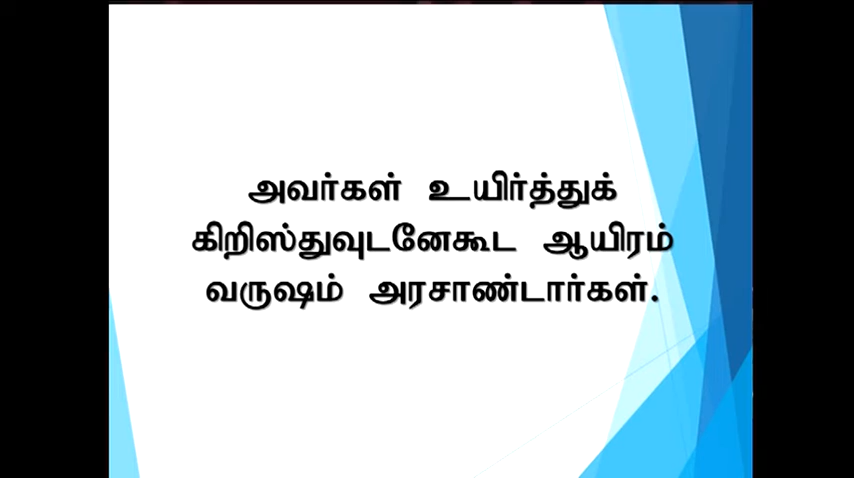 அவர்கள் உயிர்த்துக்
கிறிஸ்துவுடனேகூட ஆயிரம்
வருஷம் அரசாண்டார்கள்.